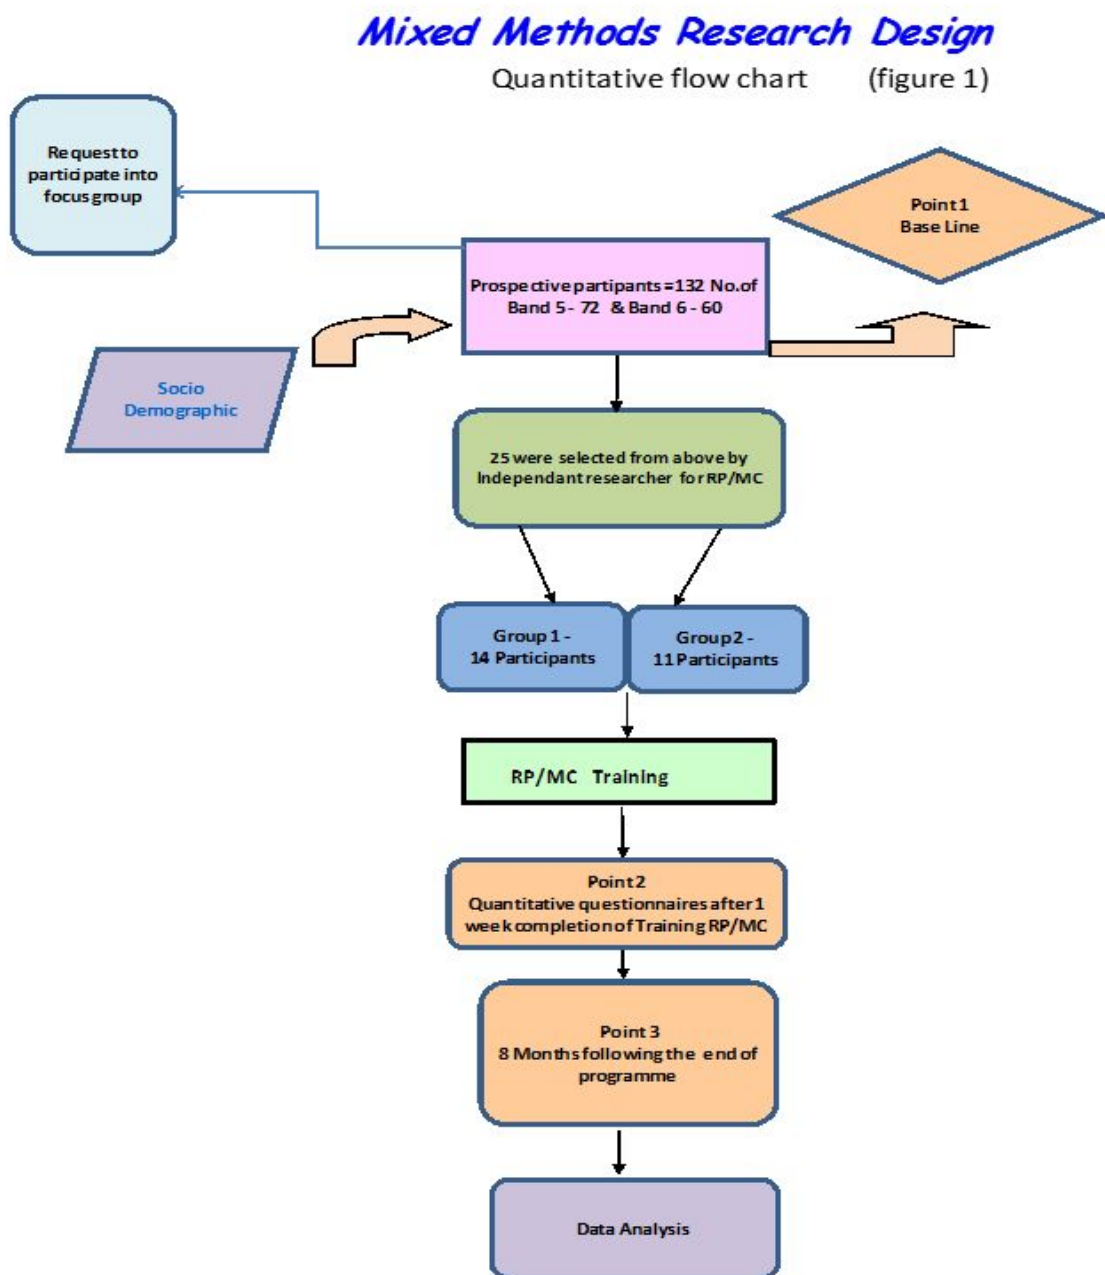 Mixed Methods Research Design
Quantitative flow chart (figure 1)
Request to
participate into
focus group
Point 1
Base Line
Prospective partipants =132 No.of
Band 5 - 72 & Band 6 - 60
Socio
Demographic
25 were selected from above by
Independant researcher for RP/MC
Group 1 -
14 Participants
Group 2 -
11 Participants
RP/MC Training
Point 2
Quantitative questionnaires after 1
week completion of Training RP/MC
Point 3
8 Months following the end of
programme
Data Analysis